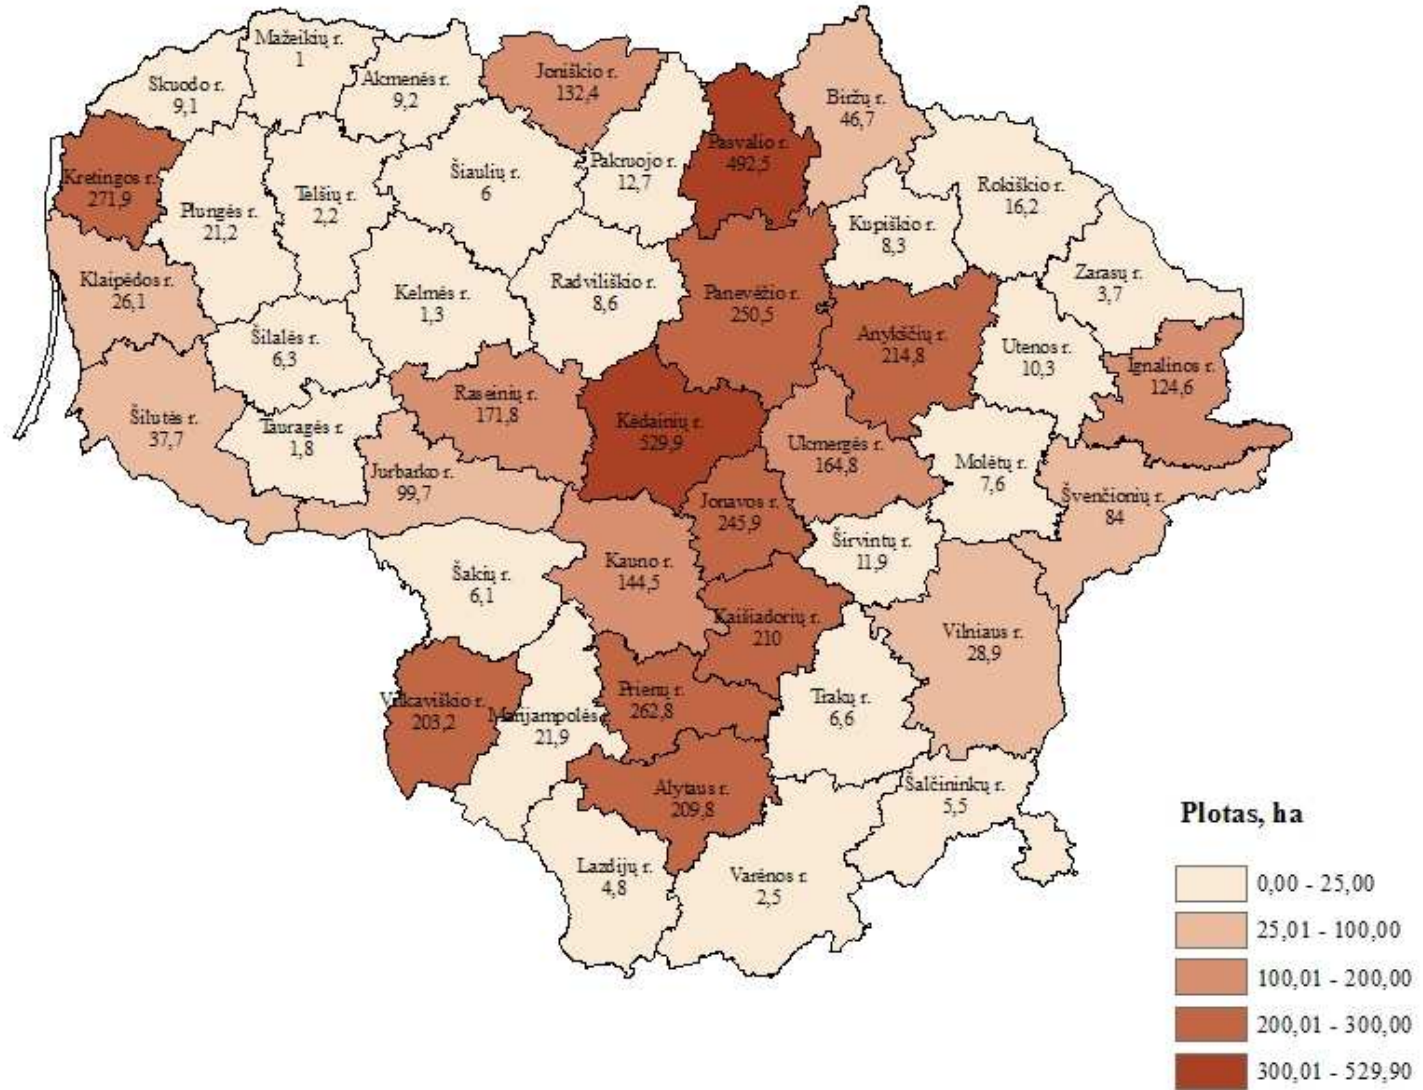 Mažeikių r.
1
Skuodo r.
9,1
Akmenės r.
9,2
Joniškio r.
132,4
Biržų r.
46,7
Pasvalio r.
492,5
Pakruojo r.
12,7
Šiaulių r.
6
Kretingos r.
271,9
Telšių r.
2,2
Plungės r.
21,2
Rokiškio r.
16,2
Kupiškio r.
8,3
Zarasų r.
3,7
Klaipėdos r.
26,1
Kelmės r.
1,3
Radviliškio r.
8,6
Panevėžio r.
250,5
Anykščių r.
214,8
Utenos r.
10,3
Ignalinos r.
124,6
Šilalės r.
6,3
Raseinių r.
171,8
Šilutės r.
37,7
Tauragės r.
1,8
Kėdainių r.
529,9
Ukmergės r.
164,8
Molėtų r.
7,6
Jurbarko r.
99,7
Jonavos r.
245,9
Švenčionių r.
84
Širvintų r.
11,9
Kauno r.
144,5
Šakių r.
6,1
Kaišiadorių r.
210
Vilniaus r.
28,9
Vilkaviškio r.
203,2
Marijampolės
21,9
Prienų r.
262,8
Trakų r.
6,6
Alytaus r.
209,8
Šalčininkų r.
5,5
Lazdijų r.
4,8
Varėnos r.
2,5
Plotas, ha
0,00 - 25,00
25,01 - 100,00
100,01 - 200,00
200,01 - 300,00
300,01 - 529,90